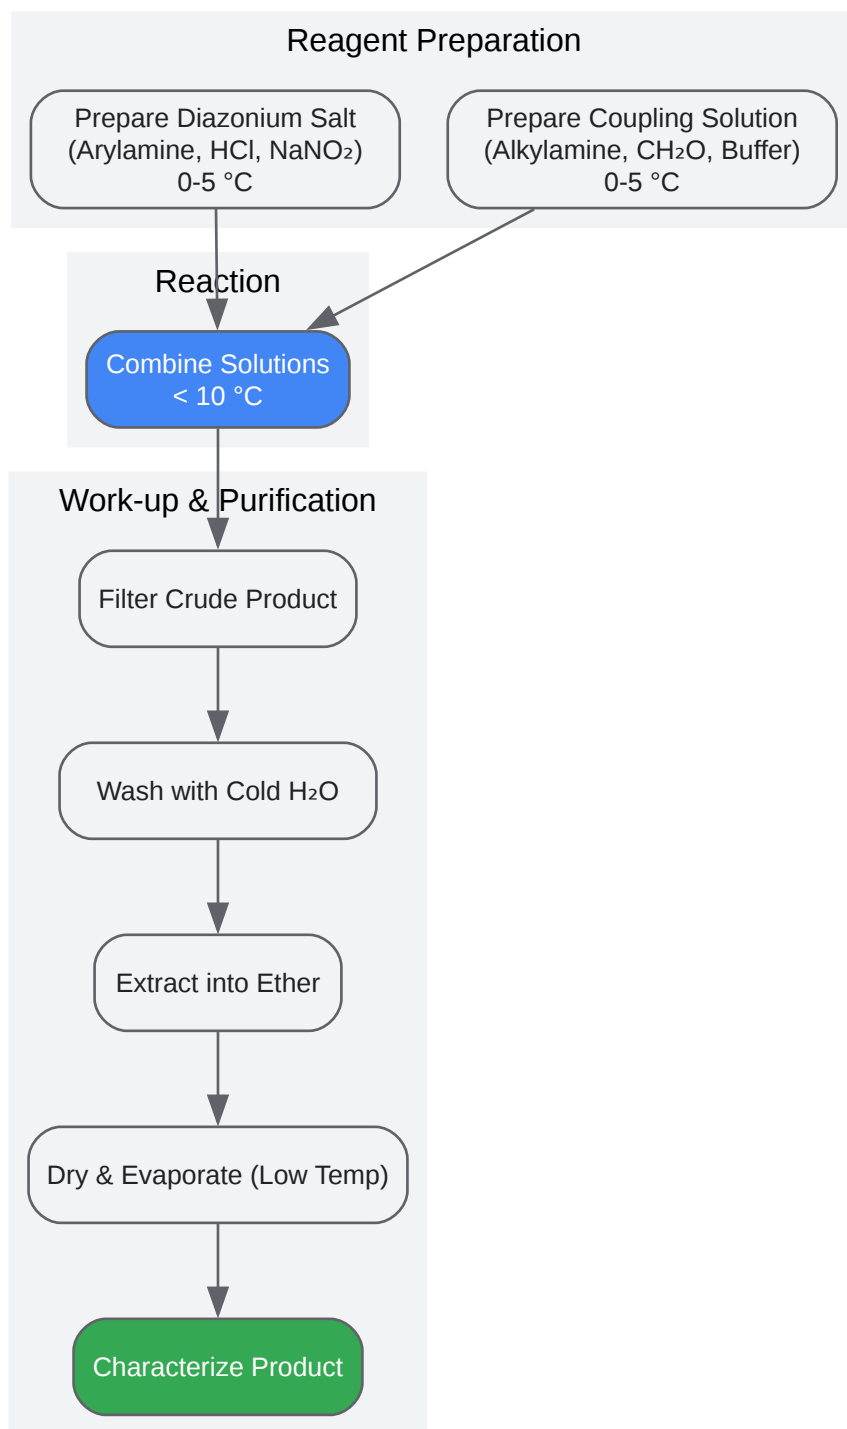 Reagent Preparation
Prepare Diazonium Salt
(Arylamine, HCl, NaNO₂)
0-5 °C
Prepare Coupling Solution
(Alkylamine, CH₂O, Buffer)
0-5 °C
Reaction
Combine Solutions
< 10 °C
Work-up & Purification
Filter Crude Product
Wash with Cold H₂O
Extract into Ether
Dry & Evaporate (Low Temp)
Characterize Product